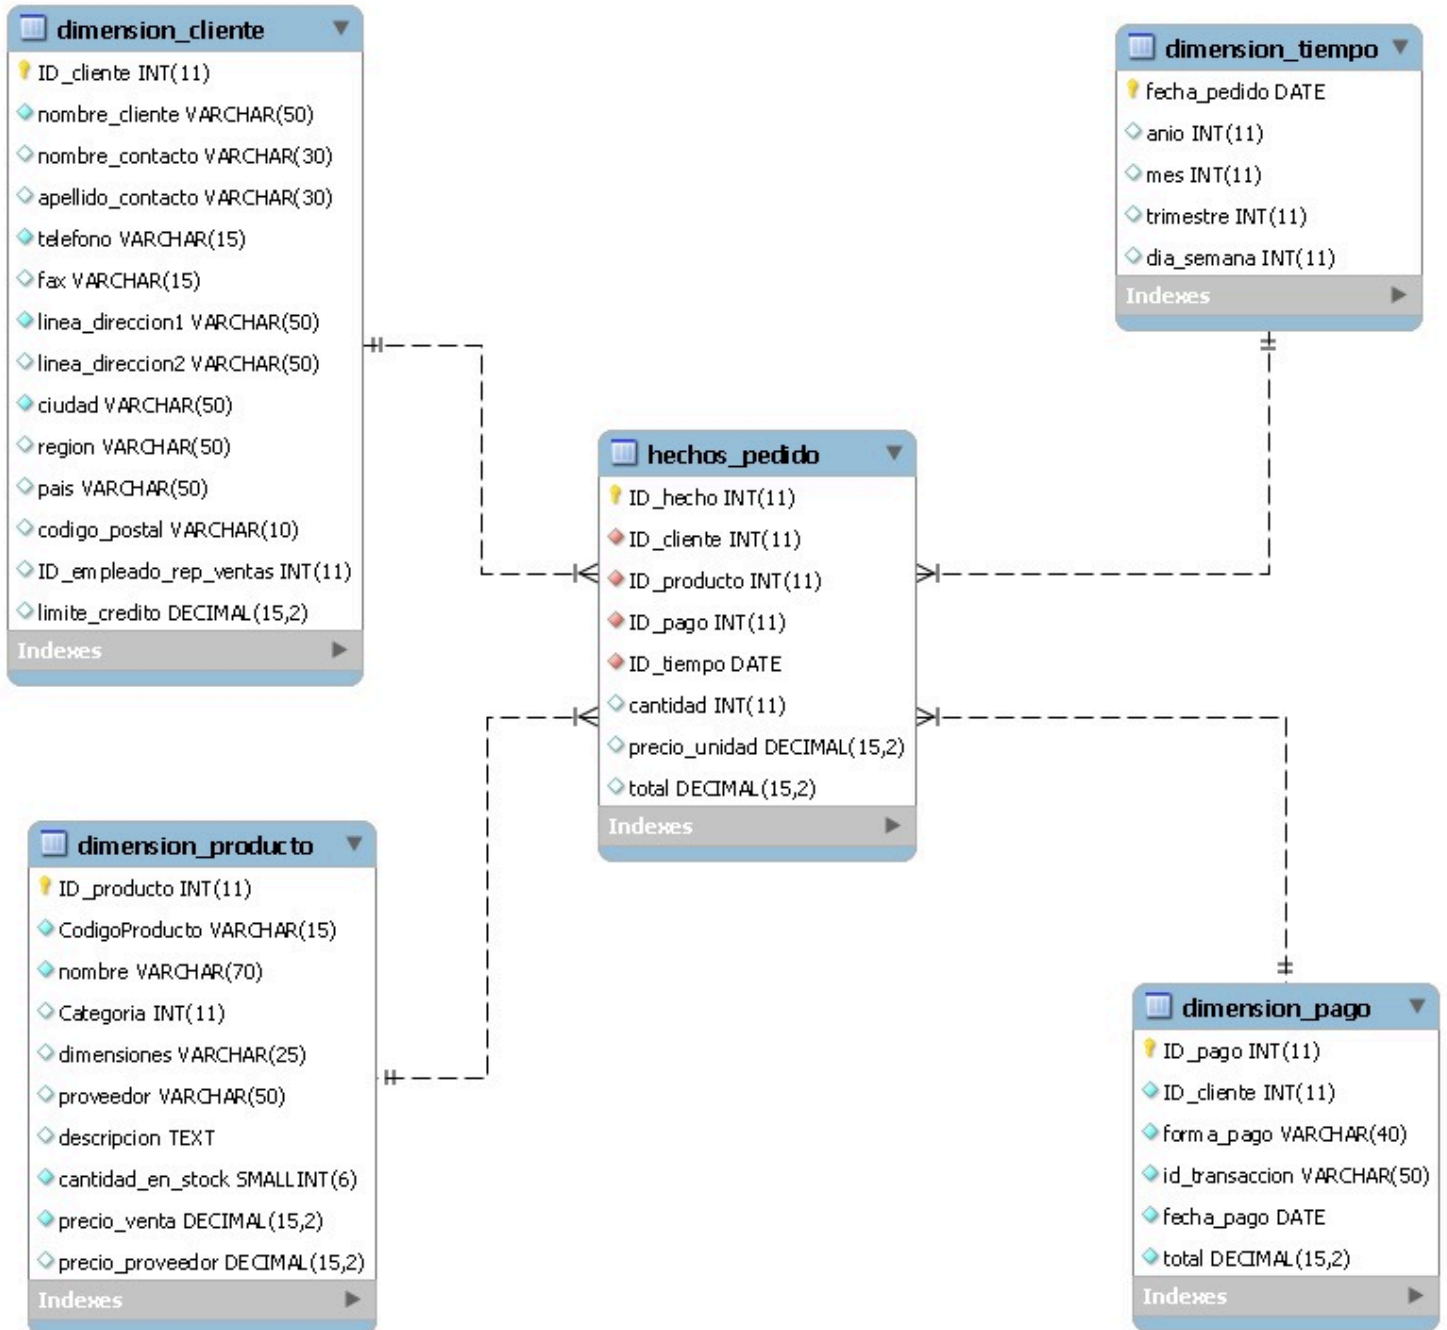 dimension_cliente
ID_cliente INT(11)
nombre_cliente VARCHAR(50)
nombre_contacto VARCHAR(30)
apellido_contacto VARCHAR(30)
telefono VARCHAR(15)
fax VARCHAR(15)
linea_direccion1 VARCHAR(50)
linea_direccion2 VARCHAR(50)
ciudad VARCHAR(50)
region VARCHAR(50)
pais VARCHAR(50)
codigo_postal VARCHAR(10)
ID_empleado_rep_ventas INT(11)
limite_credito DECIMAL(15,2)
Indexes
dimension_tiempo
fecha_pedido DATE
anio INT(11)
mes INT(11)
trimestre INT(11)
dia_semana INT(11)
Indexes
hechos_pedido
ID_hecho INT(11)
ID_cliente INT(11)
ID_producto INT(11)
ID_pago INT(11)
ID_tiempo DATE
cantidad INT(11)
precio_unidad DECIMAL(15,2)
total DECIMAL(15,2)
Indexes
dimension_producto
ID_producto INT(11)
CodigoProducto VARCHAR(15)
nombre VARCHAR(70)
Categoria INT(11)
dimensiones VARCHAR(25)
proveedor VARCHAR(50)
descripcion TEXT
cantidad_en_stock SMALLINT(6)
precio_venta DECIMAL(15,2)
precio_proveedor DECIMAL(15,2)
Indexes
dimension_pago
ID_pago INT(11)
ID_cliente INT(11)
forma_pago VARCHAR(40)
id_transaccion VARCHAR(50)
fecha_pago DATE
total DECIMAL(15,2)
Indexes